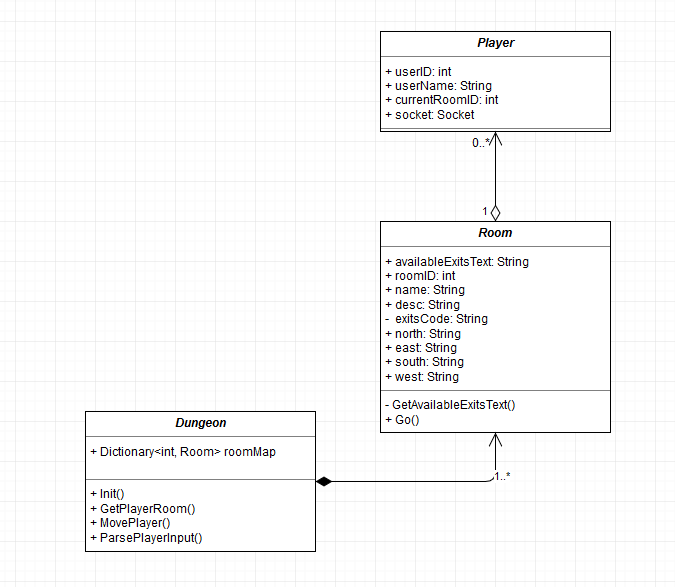 Player
+ userID: int
+ userName: String
+ currentRoomID: int
+ socket: Socket
0..*
1
Room
+ availableExitsText: String
+ roomID: int
+ name: String
+ desc: String
- exitsCode: String
+ north: String
+ east: String
+ south: String
+ west: String
- GetAvailableExitsText()
+ Go()
Dungeon
+ Dictionary<int, Room> roomMap
+ Init()
+ GetPlayerRoom()
+ MovePlayer()
+ ParsePlayerInput()
1..*